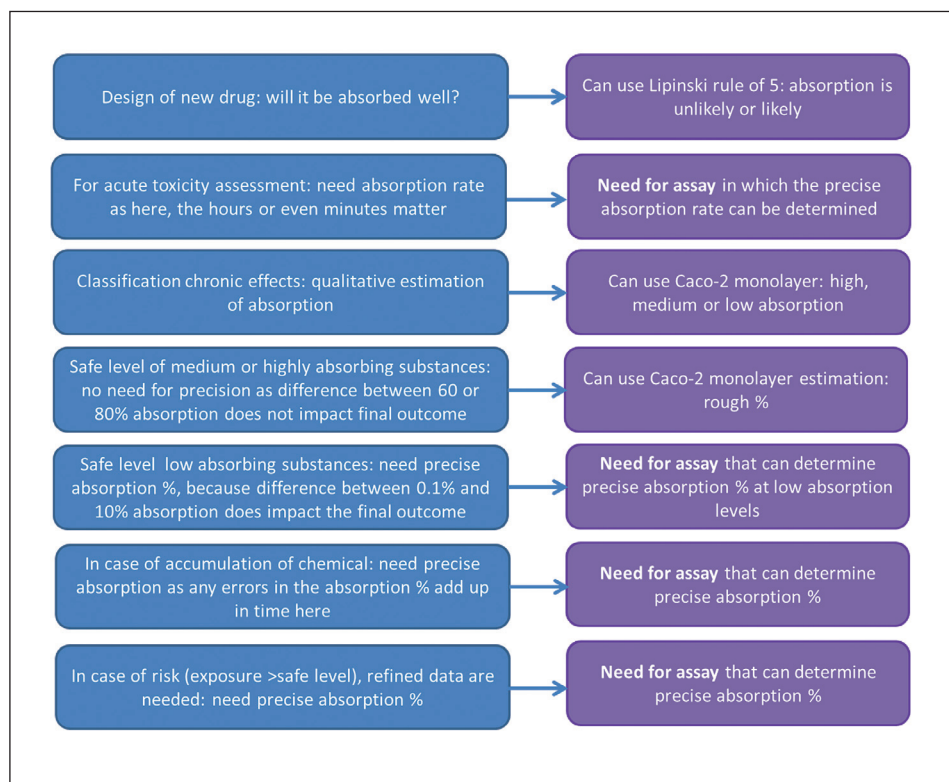 Design of new drug: will it be absorbed well?
Can use Lipinski rule of 5: absorption is
unlikely or likely
For acute toxicity assessment: need absorption rate
as here, the hours or even minutes matter
Need for assay in which the precise
absorption rate can be determined
Classification chronic effects: qualitative estimation
of absorption
Can use Caco-2 monolayer: high,
medium or low absorption
Safe level of medium or highly absorbing substances:
no need for precision as difference between 60 or
80% absorption does not impact final outcome
Can use Caco-2 monolayer estimation:
rough %
Safe level low absorbing substances: need precise
absorption %, because difference between 0.1% and
10% absorption does impact the final outcome
Need for assay that can determine
precise absorption % at low absorption
levels
In case of accumulation of chemical: need precise
absorption as any errors in the absorption % add up
in time here
Need for assay that can determine
precise absorption %
In case of risk (exposure >safe level), refined data are
needed: need precise absorption %
Need for assay that can determine
precise absorption %